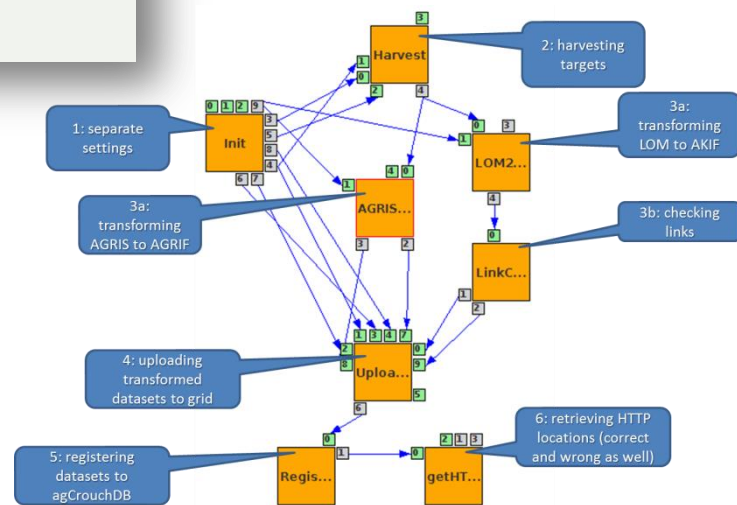 3
Harvest
1
0
2
4
2: harvesting
targets
0 1 2 9
3
5
8
4
Init
6 7
1: separate
settings
0 3
1
LOM2...
4
3a:
transforming
LOM to AKIF
4 0
1
AGRIS...
3 2
3a:
transforming
AGRIS to AGRIF
0
LinkC...
1
2
3b: checking
links
1 3 4 7
2
8
0
9
5
Uploa...
6
4: uploading
transformed
datasets to grid
0
1
Regis...
5: registering
datasets to
agCrouchDB
2 1 3
0
getHT...
6: retrieving HTTP
locations (correct
and wrong as well)